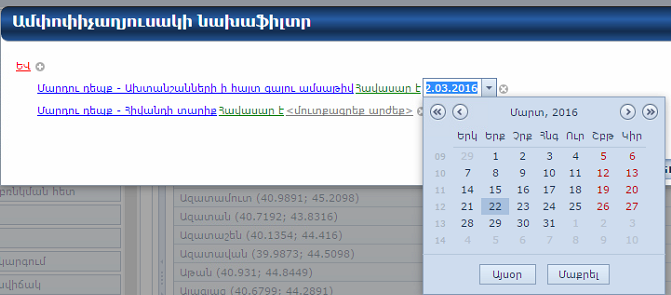 Ամփոփիչաղյուսակի նախաֆիլտր
ԵՎ
Մարդու դեպք - Ախտանշանների ի հայտ գալու ամսաթիվ Հավասար է 2.03.2016
Մարդու դեպք - Հիվանդի տարիք Հավասար է <մուտքագրեք արժեք>
Մարտ, 2016
Երկ Երք Չրք Հնգ Ուր Շբթ Կիր
09 29 1 2 3 4 5 6
10 7 8 9 10 11 12 13
11 14 15 16 17 18 19 20
12 21 22 23 24 25 26 27
13 28 29 30 31 1 2 3
14 4 5 6 7 8 9 10
Այսօր Մաքրել
բռնկման հետ
Ազատամուտ (40.9891; 45.2098)
Ազատան (40.7192; 43.8316)
Ազատաշեն (40.1354; 44.416)
Ազատավան (39.9873; 44.5098)
կարգում
Աթան (40.931; 44.8449)
վիճակ
Ալագյազ (40.6799; 44.2891)